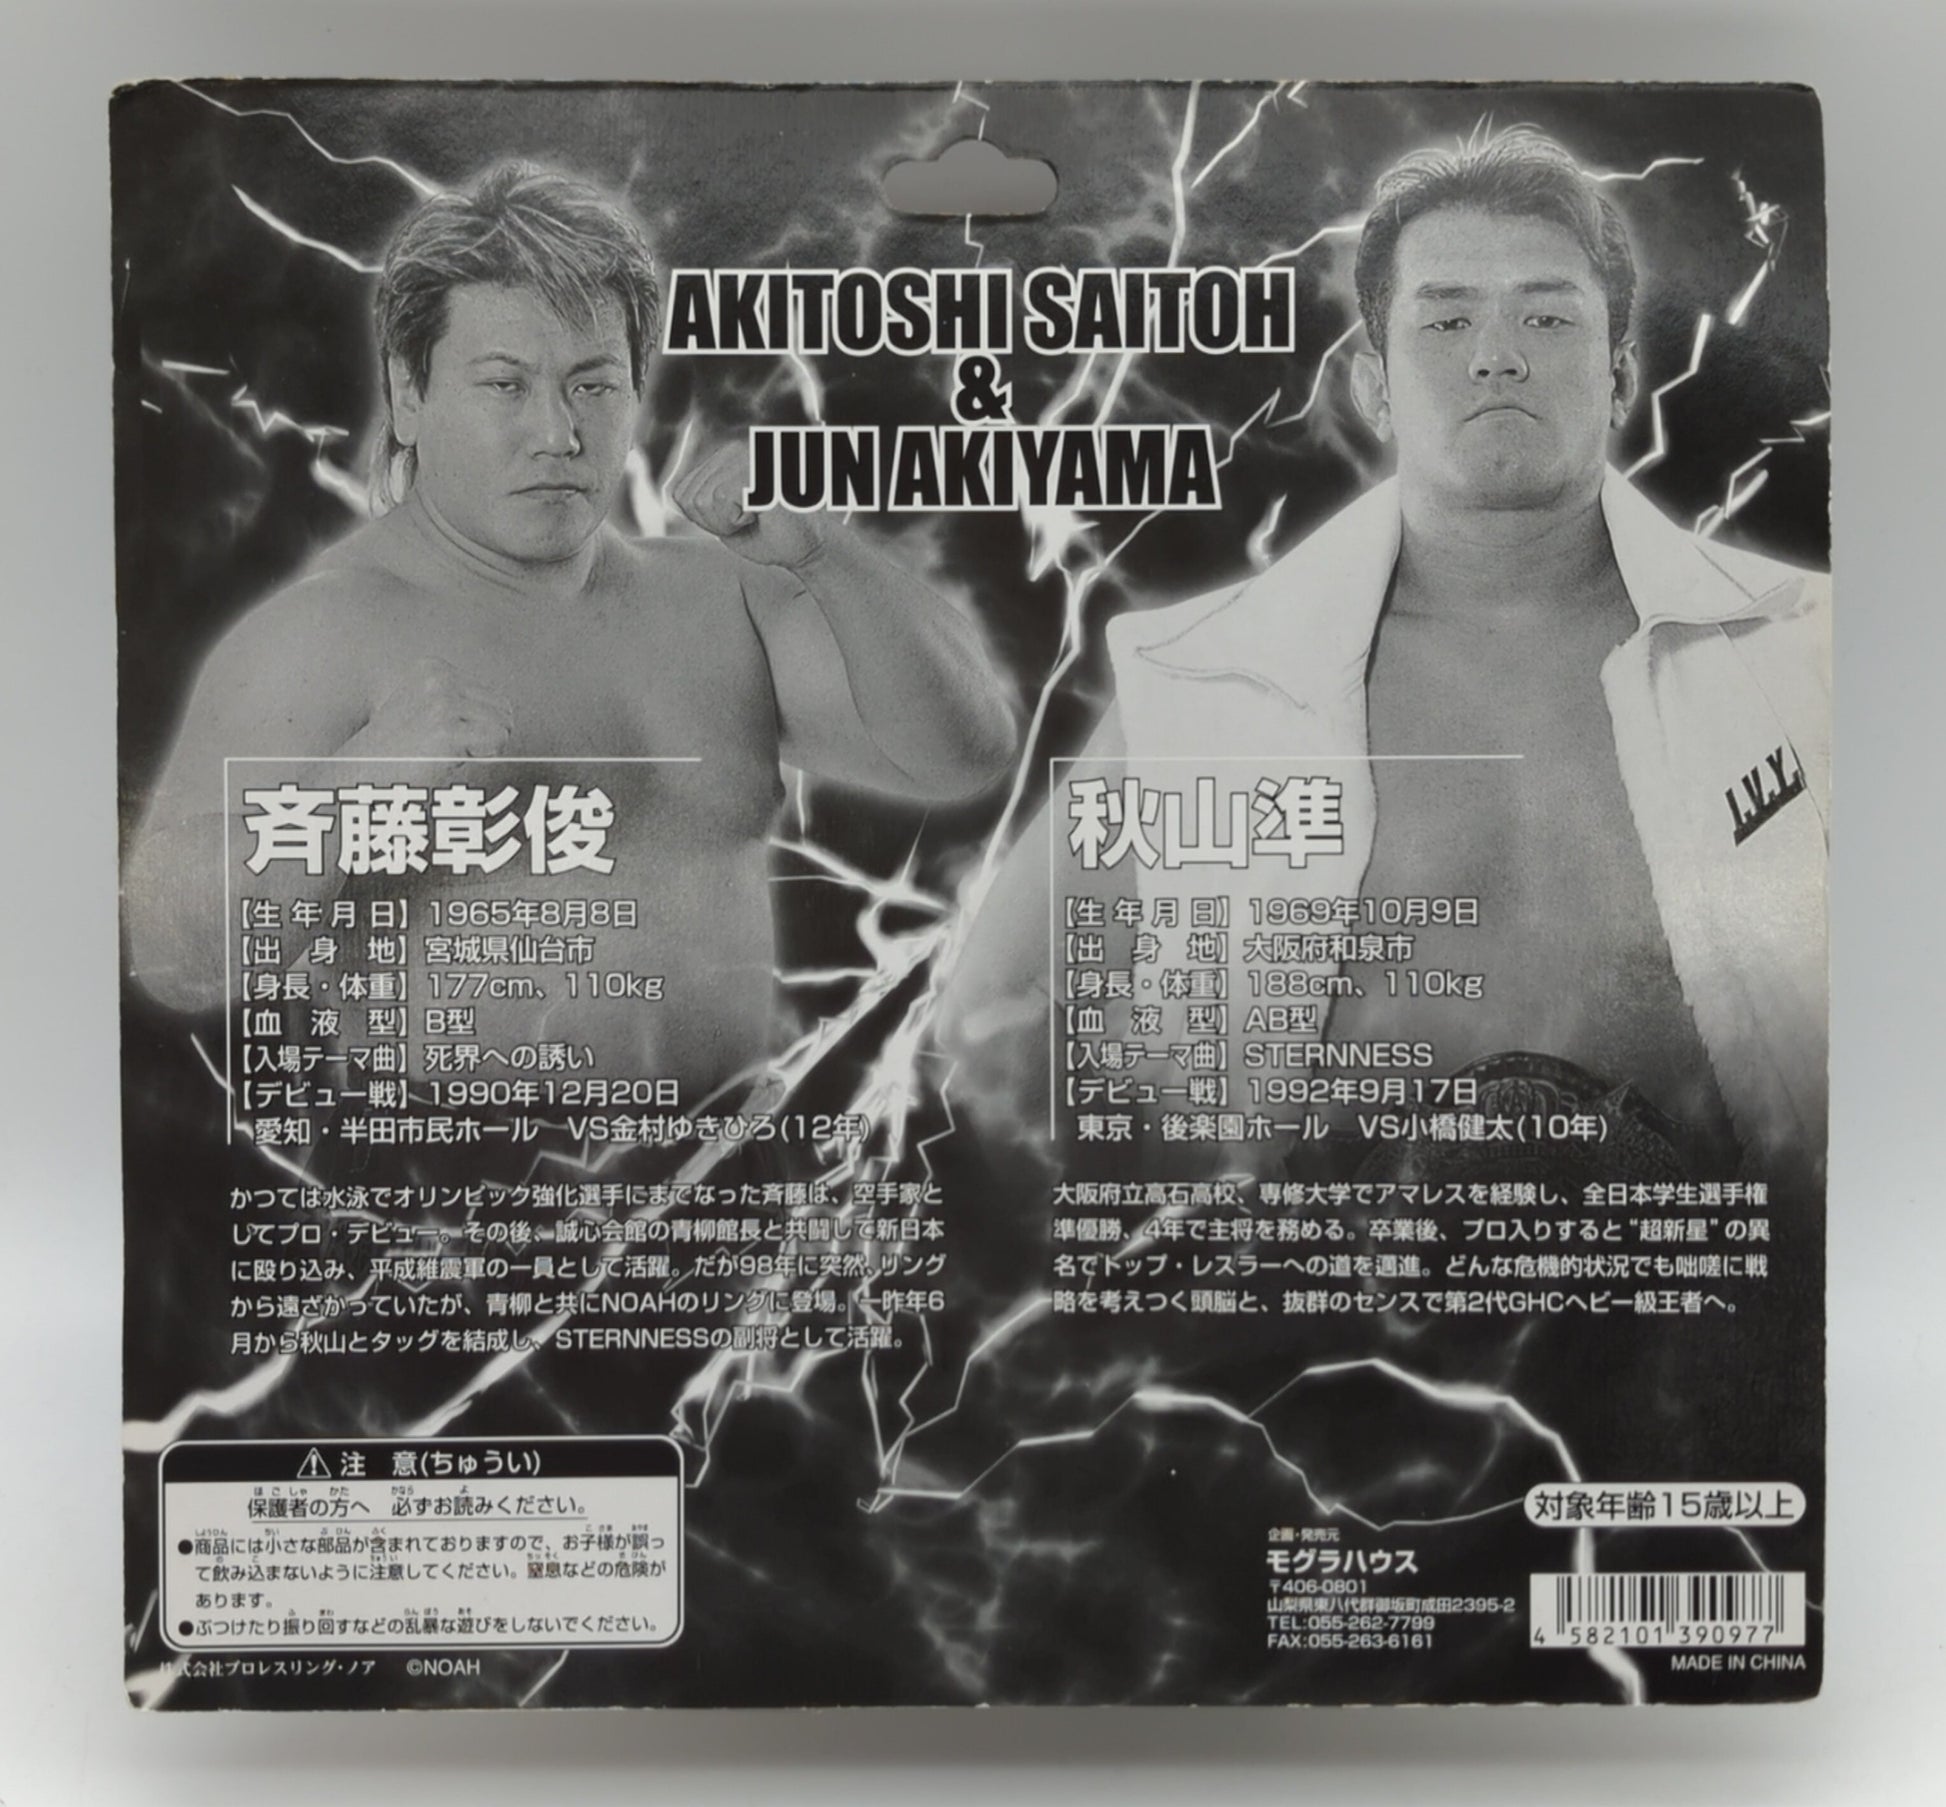 AKITOSHI SAITOH
&
JUN AKIYAMA
I.V.Y.
斉藤彰俊
【生年月日】1965年8月8日
【出身地】宮城県仙台市
【身長・体重】177cm、110kg
【血液型】B型
【入場テーマ曲】死界への誘い
【デビュー戦】1990年12月20日
愛知・半田市民ホール VS金村ゆきひろ(12年)
かつては水泳でオリンピック強化選手にまでなった斉藤は、空手家と
してプロ・デビュー。その後、誠心会館の青柳館長と共闘して新日本
に殴り込み、平成維震軍の一員として活躍。だが98年に突然、リング
から遠ざかっていたが、青柳と共にNOAHのリングに登場。一昨年6
月から秋山とタッグを結成し、STERNNESSの副将として活躍。
秋山準
【生年月日】1969年10月9日
【出身地】大阪府和泉市
【身長・体重】188cm、110kg
【血液型】AB型
【入場テーマ曲】STERNNESS
【デビュー戦】1992年9月17日
東京・後楽園ホール VS小橋健太(10年)
大阪府立高石高校、専修大学でアマレスを経験し、全日本学生選手権
準優勝、4年で主将を務める。卒業後、プロ入りすると“超新星”の異
名でトップ・レスラーへの道を邁進。どんな危機的状況でも咄嗟に戦
略を考えつく頭脳と、抜群のセンスで第2代GHCヘビー級王者へ。
⚠注 意(ちゅうい)
保護者の方へ 必ずお読みください。
●商品には小さな部品が含まれておりますので、お子様が誤っ
て飲み込まないように注意してください。窒息などの危険が
あります。
●ぶつけたり振り回すなどの乱暴な遊びをしないでください。
株式会社プロレスリング・ノア ©NOAH
対象年齢15歳以上
企画・発売元
モグラハウス
〒406-0801
山梨県東八代群御坂町成田2395-2
TEL:055-262-7799
FAX:055-263-6161
4 582101 390977
MADE IN CHINA